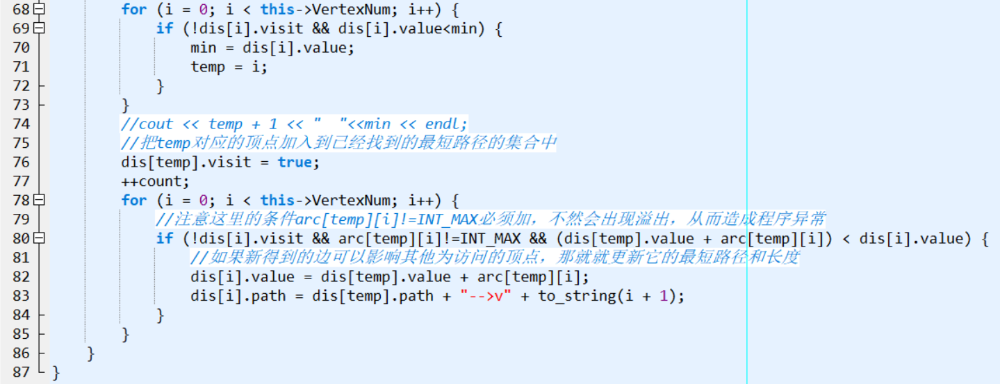 68 for (i = 0; i < this->VertexNum; i++) {
69 if (!dis[i].visit && dis[i].value<min) {
70 min = dis[i].value;
71 temp = i;
72 }
73 }
74 //cout << temp + 1 << "  "<<min << endl;
75 //把temp对应的顶点加入到已经找到的最短路径的集合中
76 dis[temp].visit = true;
77 ++count;
78 for (i = 0; i < this->VertexNum; i++) {
79 //注意这里的条件arc[temp][i]!=INT_MAX必须加，不然会出现溢出，从而造成程序异常
80 if (!dis[i].visit && arc[temp][i]!=INT_MAX && (dis[temp].value + arc[temp][i]) < dis[i].value) {
81 //如果新得到的边可以影响其他为访问的顶点，那就就更新它的最短路径和长度
82 dis[i].value = dis[temp].value + arc[temp][i];
83 dis[i].path = dis[temp].path + "-->v" + to_string(i + 1);
84 }
85 }
86 }
87 }